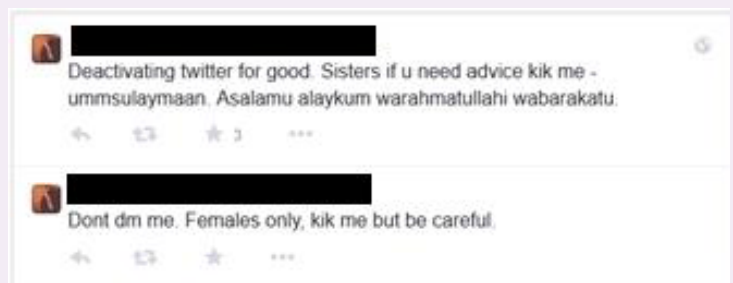 Deactivating twitter for good. Sisters if u need advice kik me -
ummsulaymaan. Asalamu alaykum warahmatullahi wabarakatu.
3
Dont dm me. Females only, kik me but be careful.